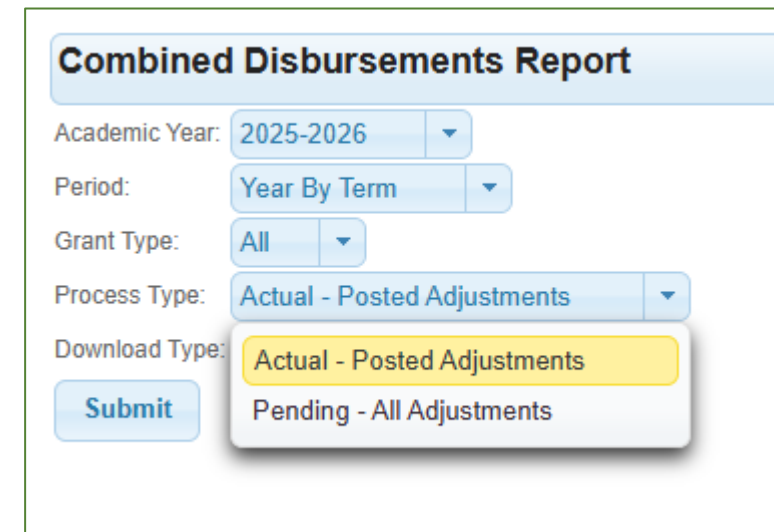 Combined Disbursements Report
Academic Year: 2025-2026
Period: Year By Term
Grant Type: All
Process Type: Actual - Posted Adjustments
Download Type:
Actual - Posted Adjustments
Pending - All Adjustments
Submit